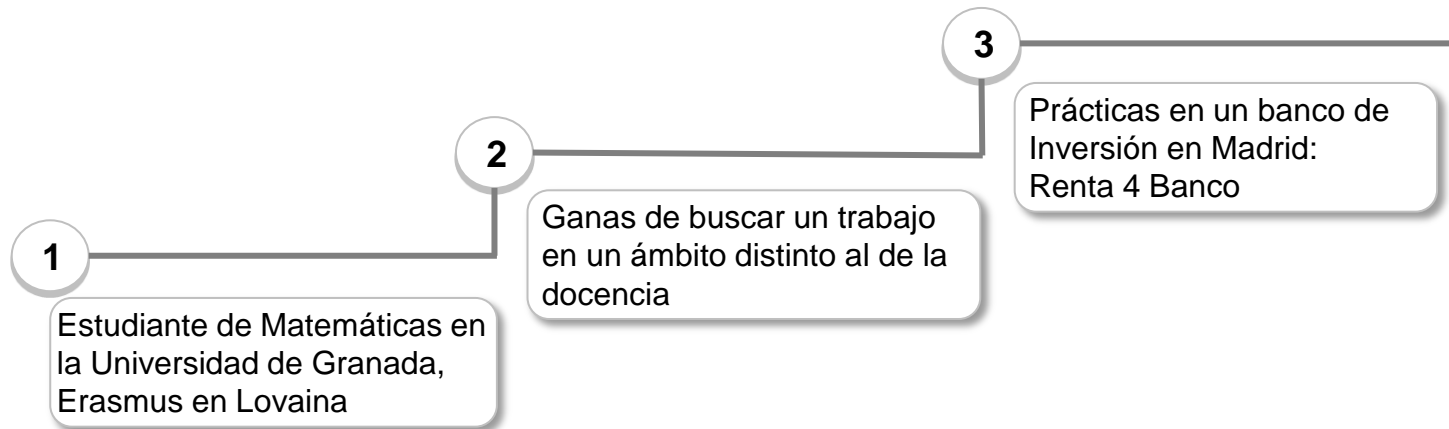 1
Estudiante de Matemáticas en
la Universidad de Granada,
Erasmus en Lovaina
2
Ganas de buscar un trabajo
en un ámbito distinto al de la
docencia
3
Prácticas en un banco de
Inversión en Madrid:
Renta 4 Banco